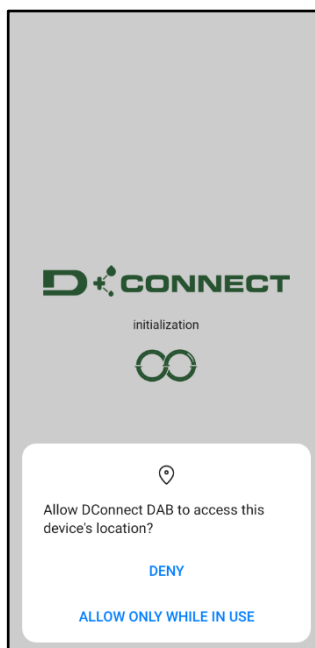 D+CONNECT
initialization
Allow DConnect DAB to access this
device's location?
DENY
ALLOW ONLY WHILE IN USE